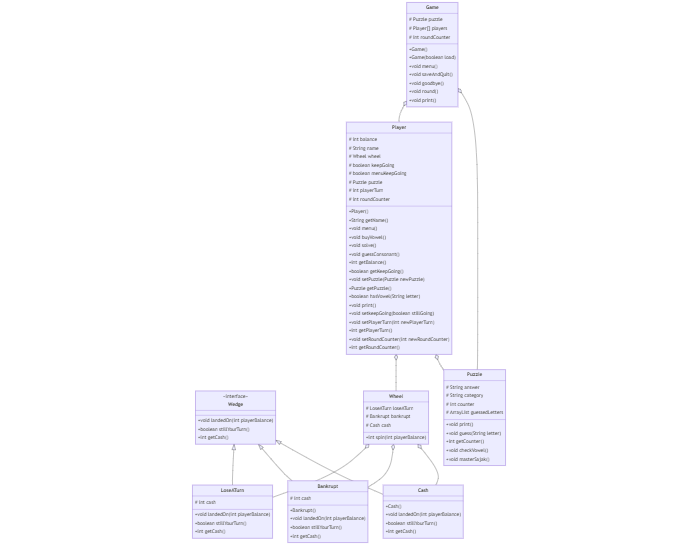 Game
# Puzzle puzzle
# Player[] players
# int roundCounter
+Game()
+Game(boolean load)
+void menu()
+void saveAndQuit()
+void goodbye()
+void round()
+void print()
Player
# int balance
# String name
# Wheel wheel
# boolean keepGoing
# boolean menuKeepGoing
# Puzzle puzzle
# int playerTurn
# int roundCounter
+Player()
+String getName()
+void menu()
+void buyVowel()
+void solve()
+void guessConsonant()
+int getBalance()
+boolean getKeepGoing()
+void setPuzzle(Puzzle newPuzzle)
+Puzzle getPuzzle()
+boolean hasVowel(String letter)
+void print()
+void setKeepGoing(boolean stillGoing)
+void setPlayerTurn(int newPlayerTurn)
+int getPlayerTurn()
+void setRoundCounter(int newRoundCounter)
+int getRoundCounter()
Puzzle
# String answer
# String category
# int counter
# ArrayList guessedLetters
+void print()
+void guess(String letter)
+int getCounter()
+void checkVowel()
+void masterSajak()
«interface»
Wedge
+void landedOn(int playerBalance)
+boolean stillYourTurn()
+int getCash()
Wheel
# LoseATurn loseATurn
# Bankrupt bankrupt
# Cash cash
+int spin(int playerBalance)
LoseATurn
# int cash
+void landedOn(int playerBalance)
+boolean stillYourTurn()
+int getCash()
Bankrupt
# int cash
+Bankrupt()
+void landedOn(int playerBalance)
+boolean stillYourTurn()
+int getCash()
Cash
+Cash()
+void landedOn(int playerBalance)
+boolean stillYourTurn()
+int getCash()